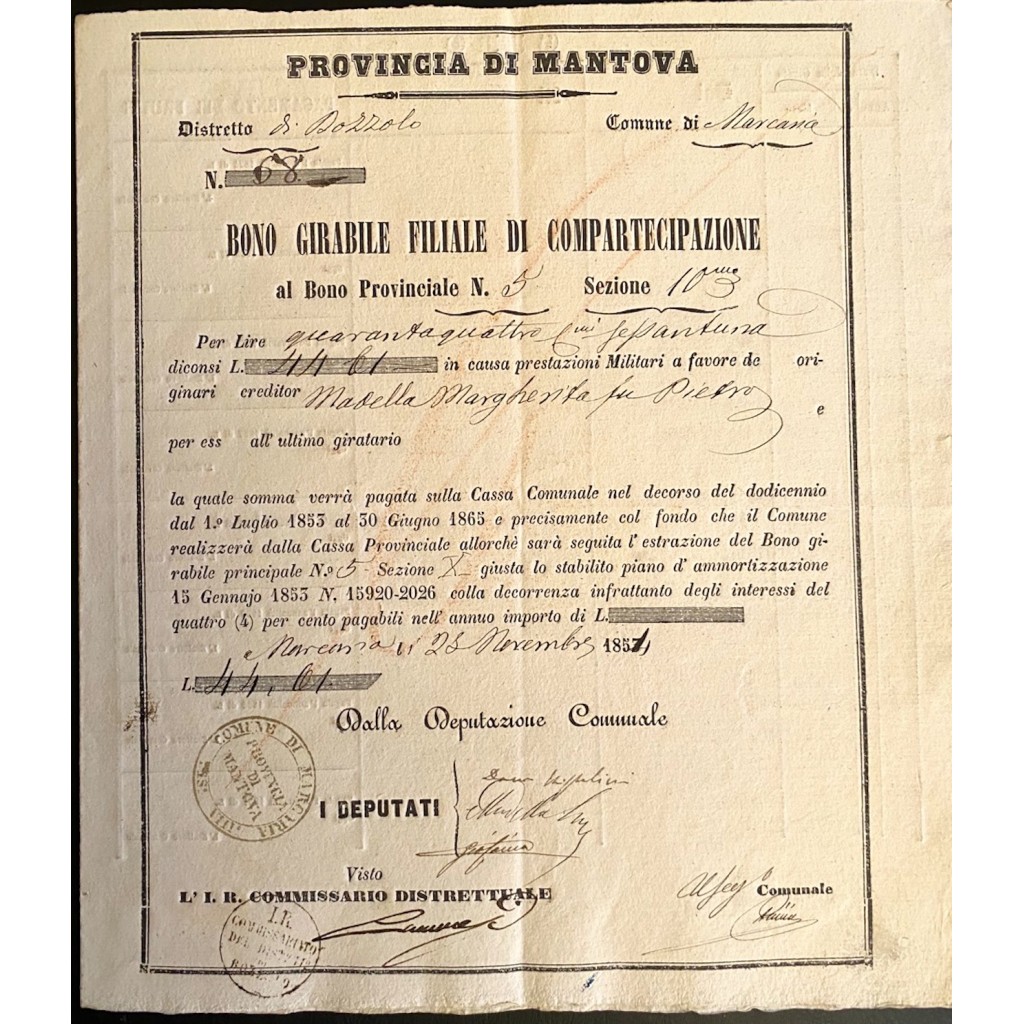 PROVINCIA DI MANTOVA
Distretto di Bozzolo Comune di Marcaria
N. 68
BONO GIRABILE FILIALE DI COMPARTECIPAZIONE
al Bono Provinciale N. 5 Sezione 10ma
Per Lire quarantaquattro Cmi sessantuna
diconsi L. 44 61 in causa prestazioni Militari a favore de ori-
ginari creditor Madella Margherita fu Pietro e
per ess all' ultimo giratario
la quale somma verrà pagata sulla Cassa Comunale nel decorso del dodicennio
dal 1.º Luglio 1853 al 30 Giugno 1865 e precisamente col fondo che il Comune
realizzerà dalla Cassa Provinciale allorchè sarà seguita l' estrazione del Bono gi-
rabile principale N.º 5 Sezione X giusta lo stabilito piano d' ammortizzazione
15 Gennajo 1853 N. 15920-2026 colla decorrenza infrattanto degli interessi del
quattro (4) per cento pagabili nell' annuo importo di L.
Marcaria li Novembre 1854
L. 44, 61.
Dalla Deputazione Comunale
COMUNE DI MARCARIA
PROVINCIA
DI
MANTOVA
I DEPUTATI
Visto
L' I. R. COMMISSARIO DISTRETTUALE
Comunale
I. R.
COMMISSARIATO
DEL DISTRETTO
DI
BOZZOLO